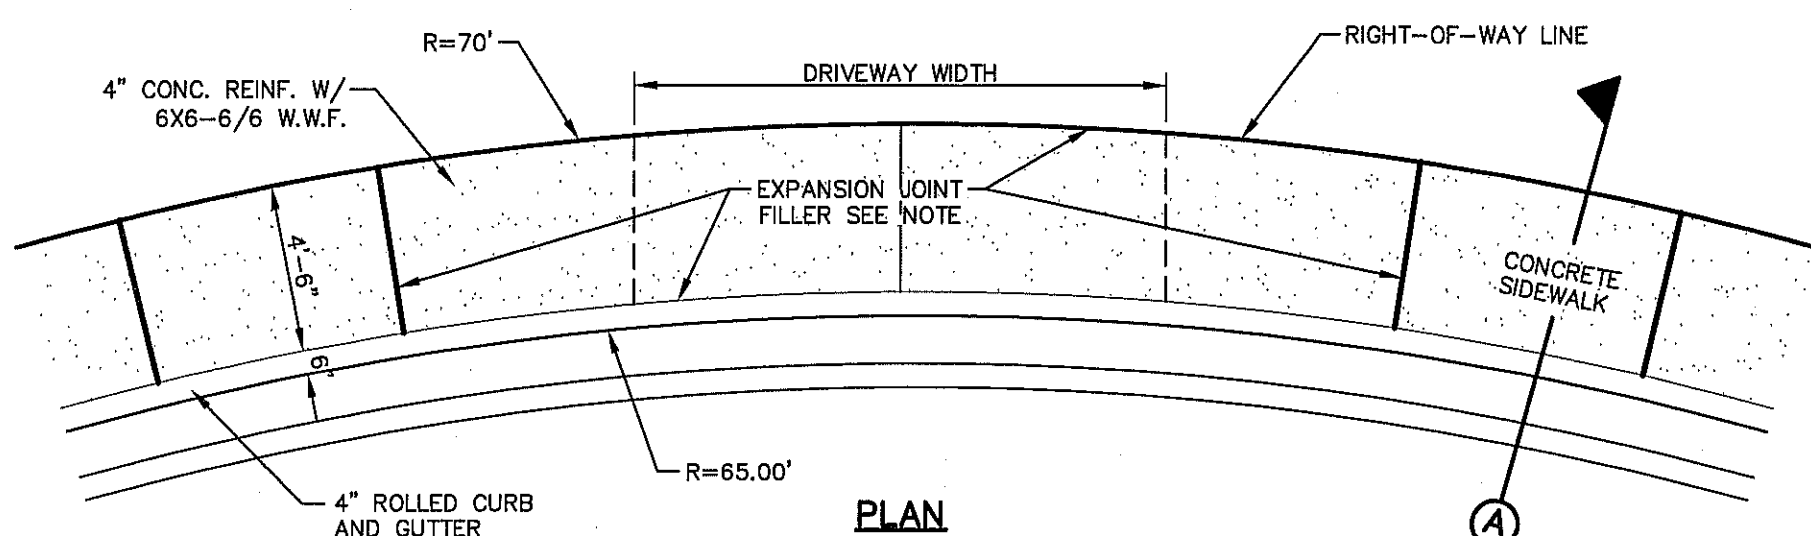 R=70'
RIGHT-OF-WAY LINE
DRIVEWAY WIDTH
4" CONC. REINF. W/
6X6-6/6 W.W.F.
EXPANSION JOINT
FILLER SEE NOTE
4'-6"
6"
CONCRETE
SIDEWALK
R=65.00'
4" ROLLED CURB
AND GUTTER
PLAN
A